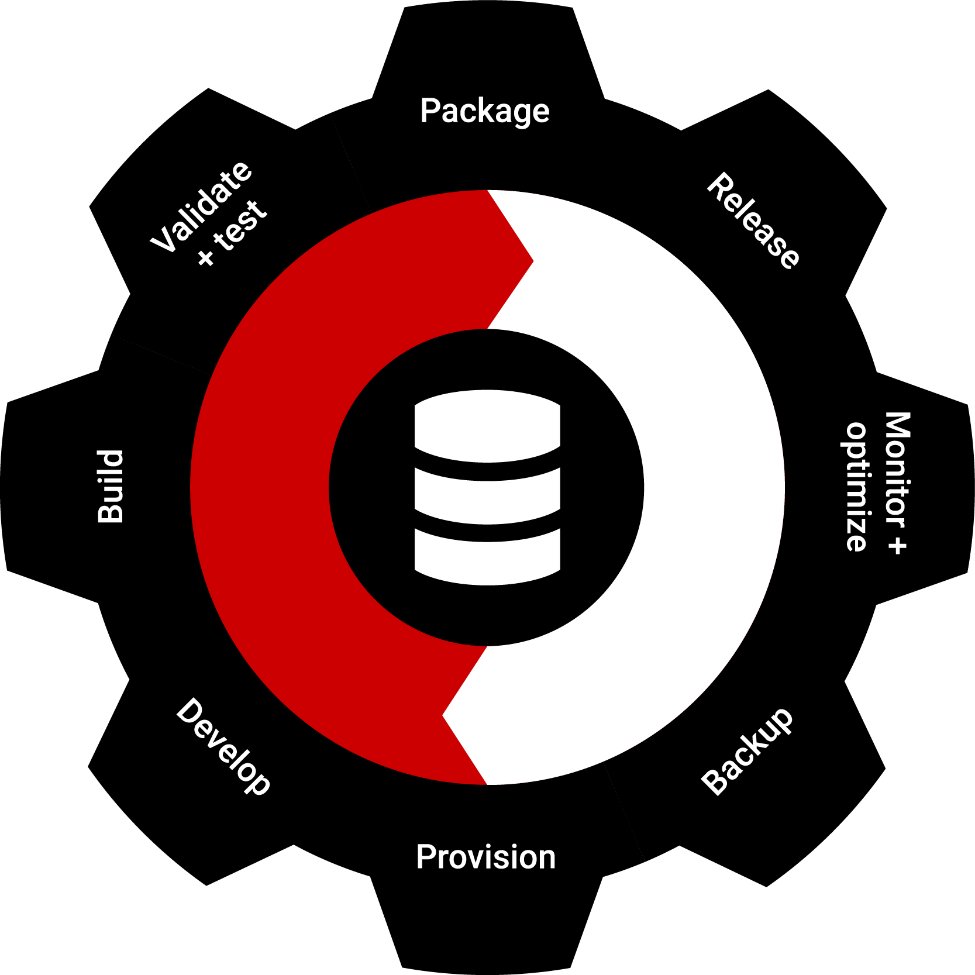 Package
Release
Monitor +
optimize
Backup
Provision
Develop
Build
Validate
+ test